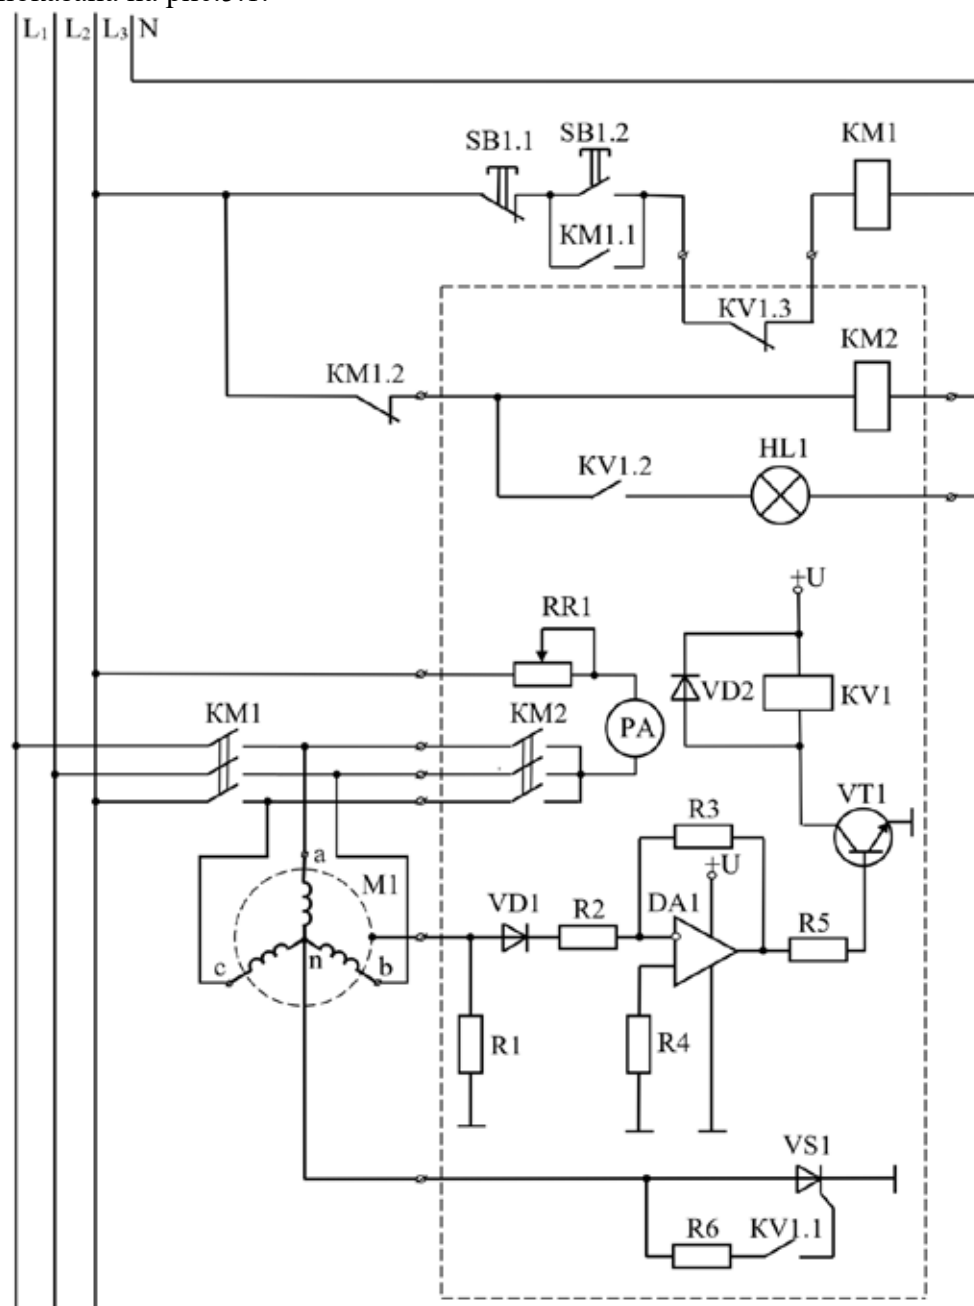 показана на рис.3.1.
L1 L2 L3 N
SB1.1 SB1.2 KM1
KM1.1
KV1.3
KM1.2 KM2
KV1.2 HL1
+U
RR1
VD2 KV1
KM1 KM2 PA
R3 VT1
+U
a M1 VD1 R2 DA1 R5
c n b
R1 R4
VS1
R6 KV1.1